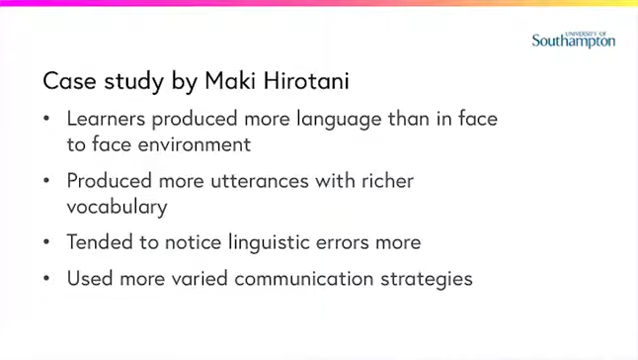 UNIVERSITY OF
Southampton
Case study by Maki Hirotani
• Learners produced more language than in face
to face environment
• Produced more utterances with richer
vocabulary
• Tended to notice linguistic errors more
• Used more varied communication strategies